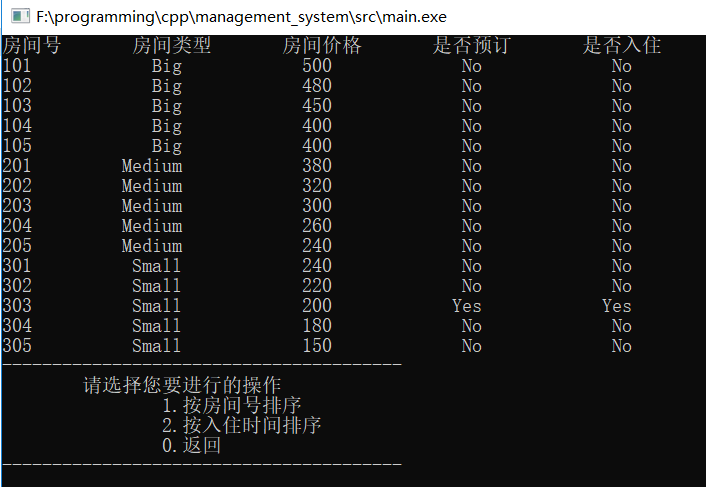 F:\programming\cpp\management_system\src\main.exe
房间号 房间类型 房间价格 是否预订 是否入住
101 Big 500 No No
102 Big 480 No No
103 Big 450 No No
104 Big 400 No No
105 Big 400 No No
201 Medium 380 No No
202 Medium 320 No No
203 Medium 300 No No
204 Medium 260 No No
205 Medium 240 No No
301 Small 240 No No
302 Small 220 No No
303 Small 200 Yes Yes
304 Small 180 No No
305 Small 150 No No
----------------------------------------
请选择您要进行的操作
1.按房间号排序
2.按入住时间排序
0.返回
----------------------------------------